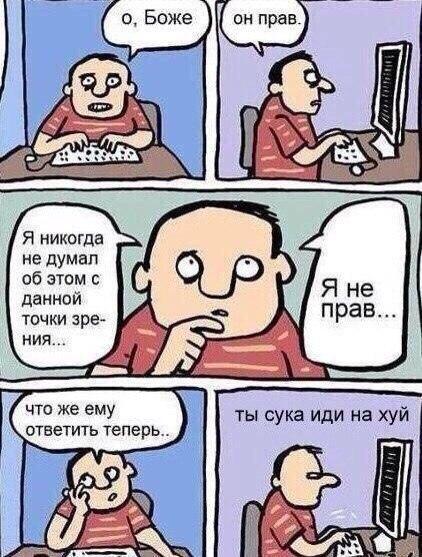 о, Боже
он прав.
Я никогда
не думал
об этом с
данной
точки зре-
ния...
Я не
прав...
что же ему
ответить теперь..
ты сука иди на хуй